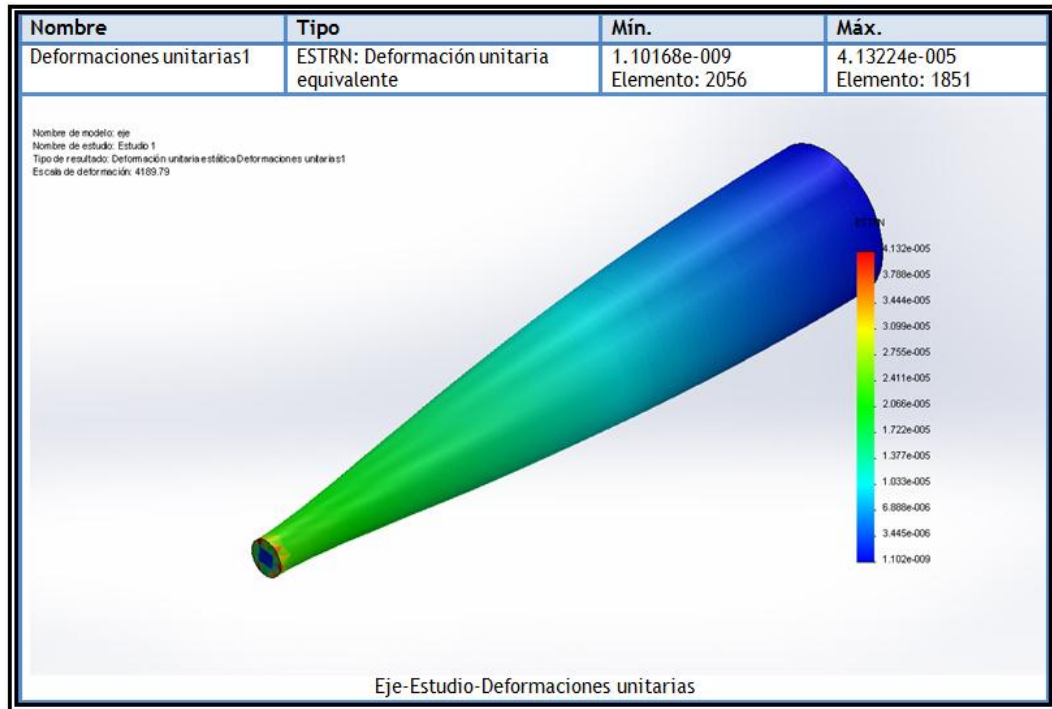 Nombre Tipo Mín. Máx.
Deformaciones unitarias1 ESTRN: Deformación unitaria equivalente 1.10168e-009 Elemento: 2056 4.13224e-005 Elemento: 1851
Nombre de modelo: eje
Nombre de estudio: Estudio 1
Tipo de resultado: Deformación unitaria estática Deformaciones unitarias1
Escala de deformación: 4189.79
ESTRN
4.132e-005
3.788e-005
3.444e-005
3.099e-005
2.755e-005
2.411e-005
2.066e-005
1.722e-005
1.377e-005
1.033e-005
6.888e-006
3.445e-006
1.102e-009
Eje-Estudio-Deformaciones unitarias